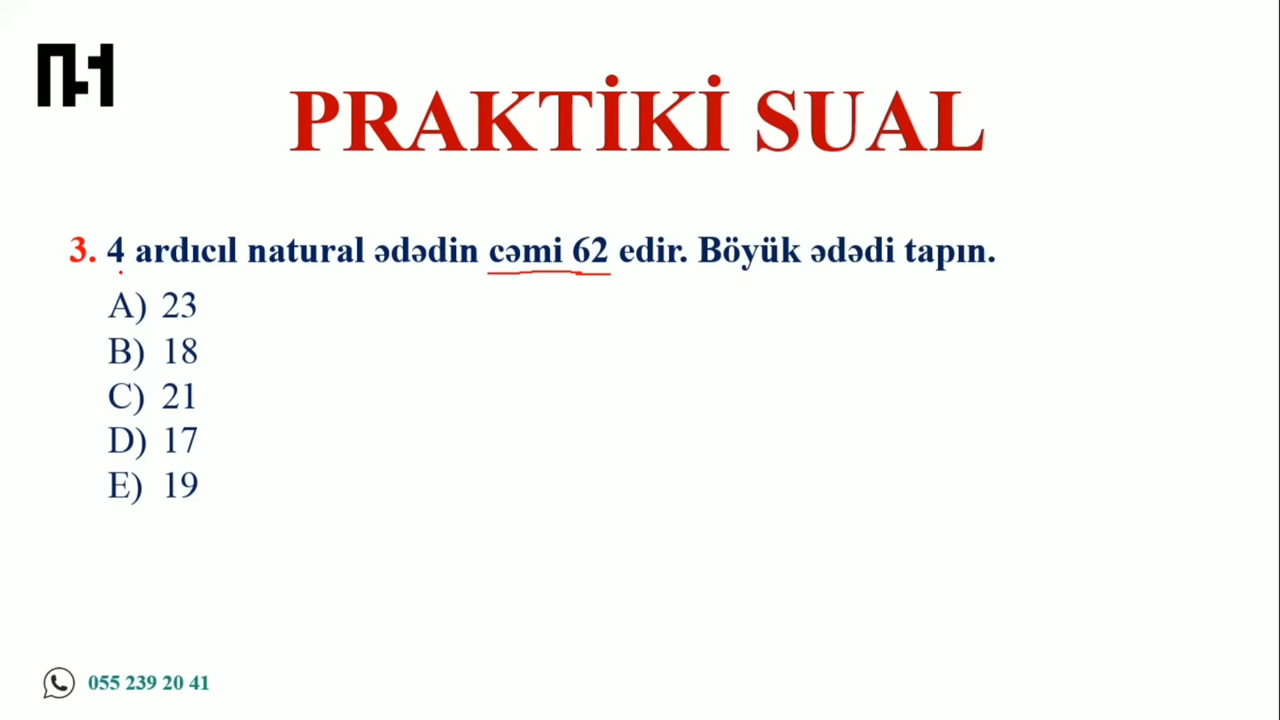 PRAKTİKİ SUAL
3. 4 ardıcıl natural ədədin cəmi 62 edir. Böyük ədədi tapın.
A) 23
B) 18
C) 21
D) 17
E) 19
055 239 20 41